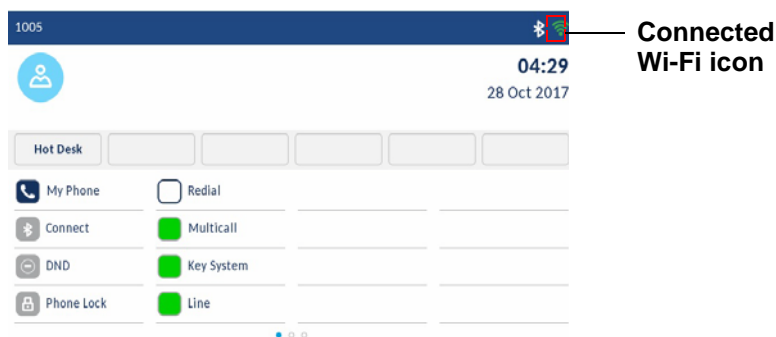 1005
Connected
Wi-Fi icon
04:29
28 Oct 2017
Hot Desk
My Phone
Redial
Connect
Multicall
DND
Key System
Phone Lock
Line